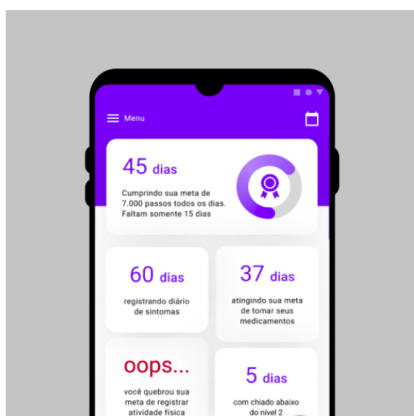 Menu
45 dias
Cumprindo sua meta de
7.000 passos todos os dias.
Faltam somente 15 dias
60 dias
registrando diário
de sintomas
37 dias
atingindo sua meta
de tomar seus
medicamentos
oops...
você quebrou sua
meta de registrar
atividade física
5 dias
com chiado abaixo
do nível 2